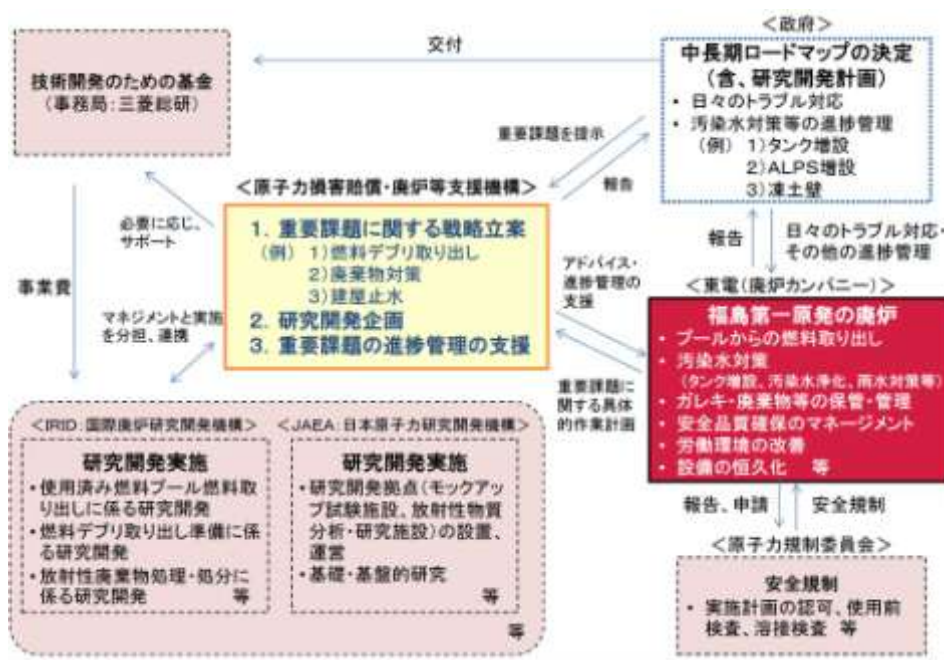 <政府>
中長期ロードマップの決定
(含、研究開発計画)
• 日々のトラブル対応
• 汚染水対策等の進捗管理
(例) 1)タンク増設
2)ALPS増設
3)凍土壁
交付
技術開発のための基金
(事務局:三菱総研)
重要課題を提示
報告
<原子力損害賠償・廃炉等支援機構>
1. 重要課題に関する戦略立案
(例) 1)燃料デブリ取り出し
2)廃棄物対策
3)建屋止水
2. 研究開発企画
3. 重要課題の進捗管理の支援
必要に応じ、
サポート
事業費
マネジメントと実施
を分担、連携
アドバイス・
進捗管理の
支援
重要課題に
関する具体
的作業計画
報告
日々のトラブル対応・
その他の進捗管理
<東電(廃炉カンパニー)>
福島第一原発の廃炉
• プールからの燃料取り出し
• 汚染水対策
(タンク増設、汚染水浄化、雨水対策等)
• ガレキ・廃棄物等の保管・管理
• 安全品質確保のマネージメント
• 労働環境の改善
• 設備の恒久化 等
<IRID:国際廃炉研究開発機構>
研究開発実施
•使用済み燃料プール燃料取
り出しに係る研究開発
•燃料デブリ取り出し準備に係
る研究開発
•放射性廃棄物処理・処分に
係る研究開発 等
<JAEA:日本原子力研究開発機構>
研究開発実施
•研究開発拠点(モックアッ
プ試験施設、放射性物質
分析・研究施設)の設置、
運営
•基礎・基盤的研究
等
等
報告、申請
安全規制
<原子力規制委員会>
安全規制
• 実施計画の認可、使用前
検査、溶接検査 等